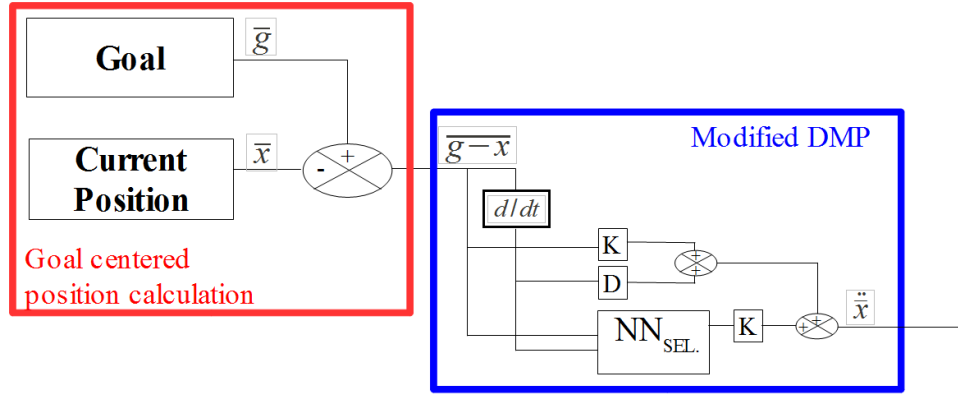 g̅
Goal
x̅
Current
Position
+
-
Goal centered
position calculation
Modified DMP
g−x
d/dt
K
+
+
D
NN SEL.
K
+
+
ẍ̅